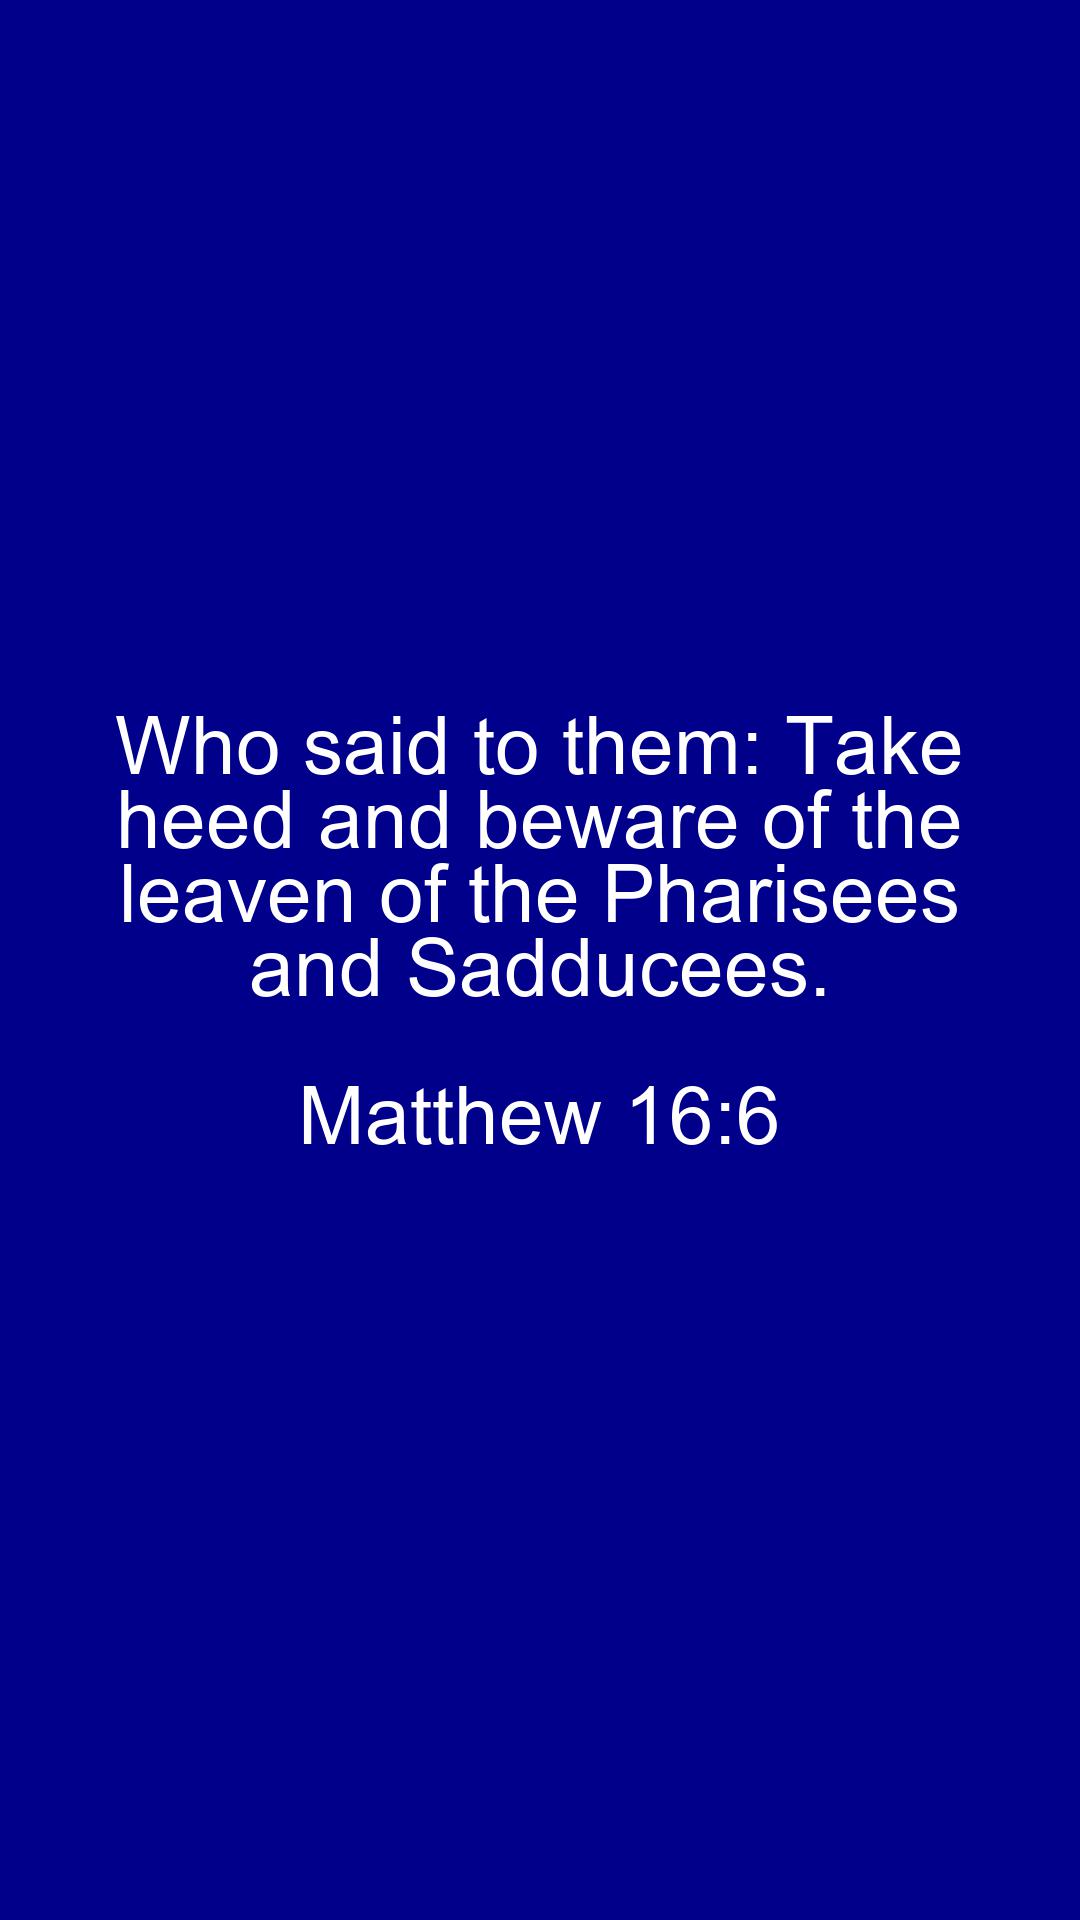 Who said to them: Take
heed and beware of the
leaven of the Pharisees
and Sadducees.
Matthew 16:6